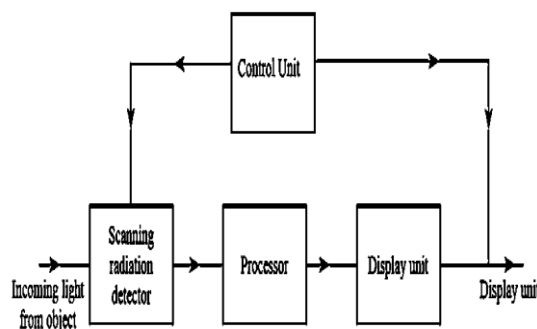 Control Unit
Scanning
radiation
detector
Processor
Display unit
Incoming light
from object
Display unit